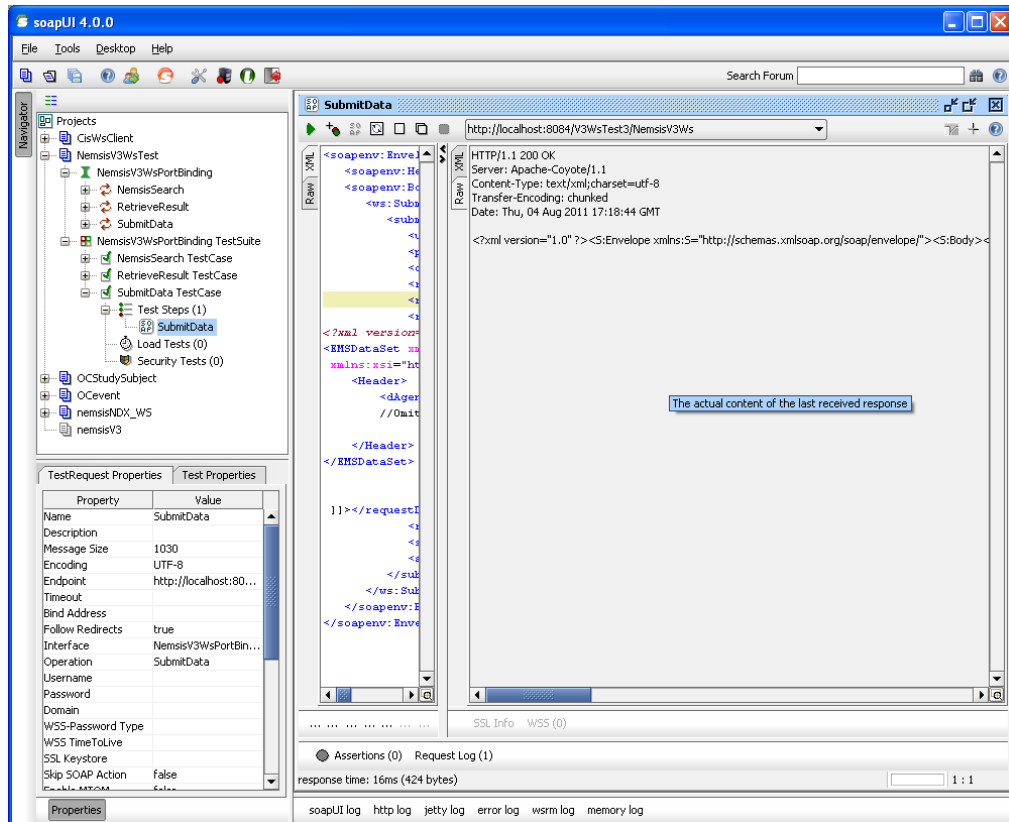 soapUI 4.0.0
File Tools Desktop Help
Search Forum
Navigator
Projects
CisWsClient
NemsisV3WsTest
NemsisV3WsPortBinding
NemsisSearch
RetrieveResult
SubmitData
NemsisV3WsPortBinding TestSuite
NemsisSearch TestCase
RetrieveResult TestCase
SubmitData TestCase
Test Steps (1)
SubmitData
Load Tests (0)
Security Tests (0)
OCStudySubject
OCevent
nemsisNDX_WS
nemsisV3
TestRequest Properties Test Properties
Property Value
Name SubmitData
Description
Message Size 1030
Encoding UTF-8
Endpoint http://localhost:80...
Timeout
Bind Address
Follow Redirects true
Interface NemsisV3WsPortBin...
Operation SubmitData
Username
Password
Domain
WSS-Password Type
WSS TimeToLive
SSL Keystore
Skip SOAP Action false
Enable MTOM false
Properties
SubmitData
http://localhost:8084/V3WsTest3/NemsisV3Ws
XML
Raw
<soapenv:Envel
<soapenv:He
<soapenv:Bo
<ws:Subm
<subm
<u
<p
<o
<r
<r
<r
<?xml version=
<EMSDataSet xm
xmlns:xsi="ht
<Header>
<dAgen
//Omit
</Header>
</EMSDataSet>
]]></requestD
<r
<s
<a
</sub
</ws:Sub
</soapenv:B
</soapenv:Enve
XML
Raw
HTTP/1.1 200 OK
Server: Apache-Coyote/1.1
Content-Type: text/xml;charset=utf-8
Transfer-Encoding: chunked
Date: Thu, 04 Aug 2011 17:18:44 GMT
<?xml version="1.0" ?><S:Envelope xmlns:S="http://schemas.xmlsoap.org/soap/envelope/"><S:Body><
The actual content of the last received response
... ... ... ... ... ... ...
SSL Info WSS (0)
Assertions (0) Request Log (1)
response time: 16ms (424 bytes)
1 : 1
soapUI log http log jetty log error log wsrm log memory log